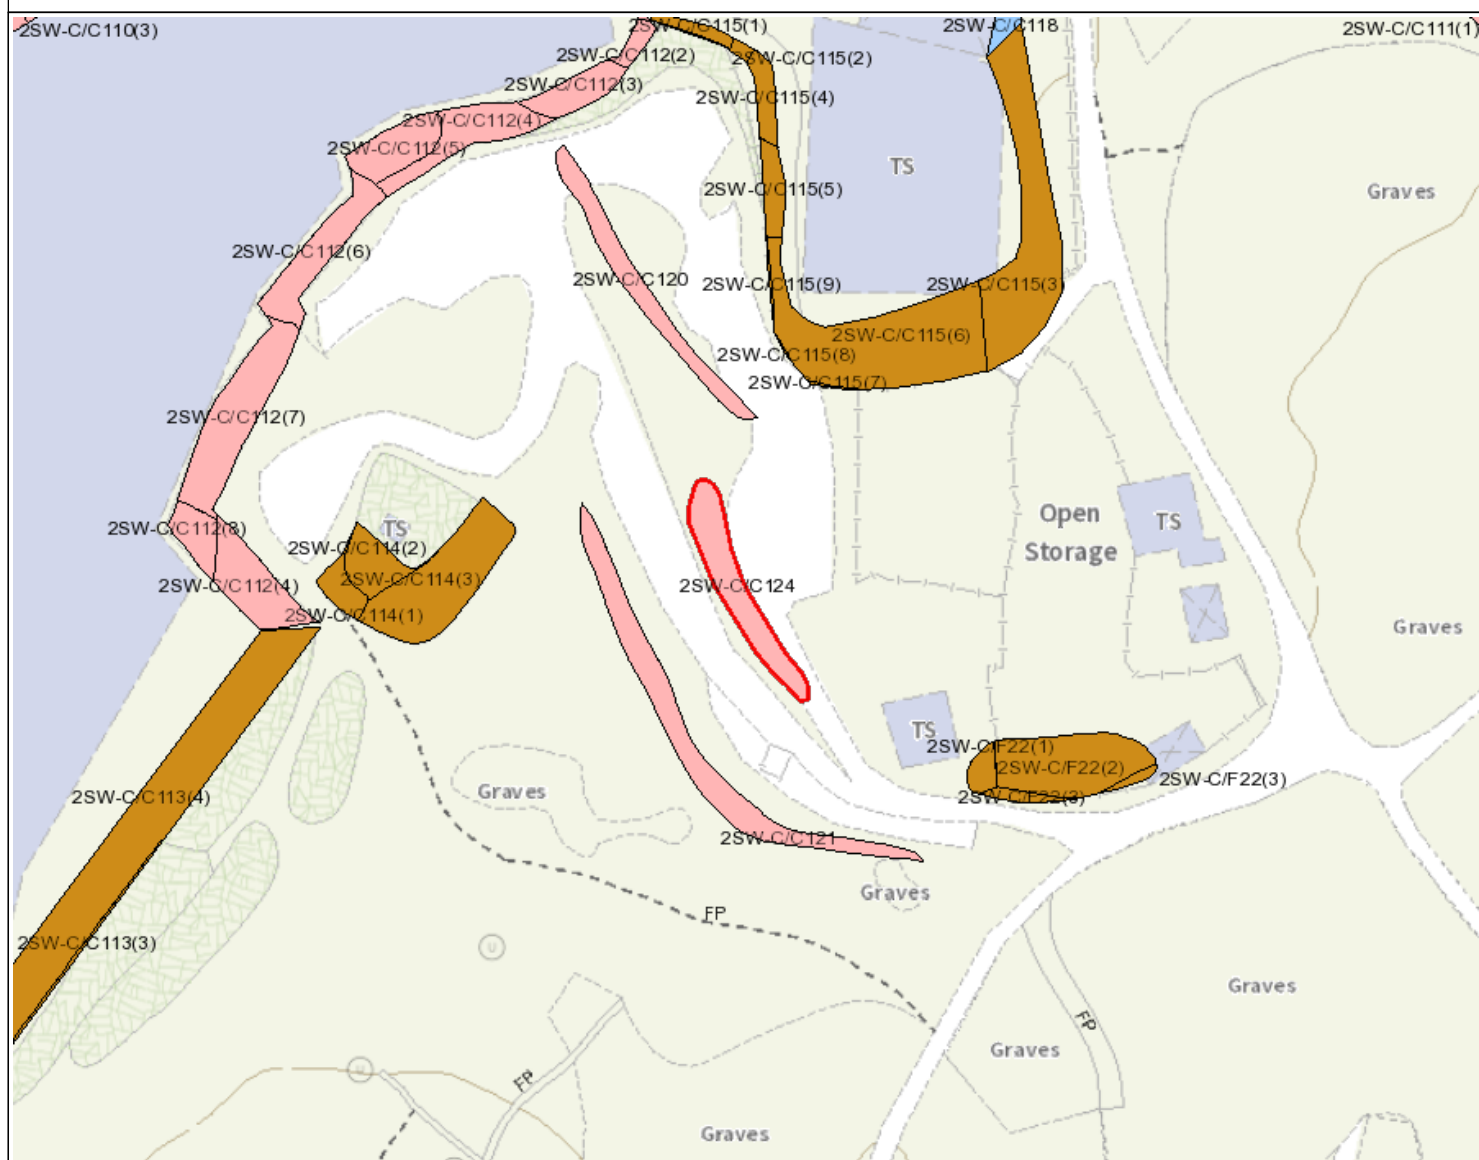 2SW-C/C110(3)
2SW-C/C115(1)
2SW-C/C118
2SW-C/C111(1)
2SW-C/C112(2)
2SW-C/C115(2)
2SW-C/C112(3)
2SW-C/C115(4)
2SW-C/C112(4)
2SW-C/C112(5)
TS
2SW-C/C115(5)
Graves
2SW-C/C112(6)
2SW-C/C120
2SW-C/C115(9)
2SW-C/C115(3)
2SW-C/C115(6)
2SW-C/C115(8)
2SW-C/C115(7)
2SW-C/C112(7)
Open
Storage
TS
2SW-C/C112(8)
TS
2SW-C/C114(2)
2SW-C/C114(3)
2SW-C/C112(4)
2SW-C/C124
2SW-C/C114(1)
Graves
TS
2SW-C/F22(1)
2SW-C/F22(2)
2SW-C/F22(3)
2SW-C/F22(3)
2SW-C/C113(4)
Graves
2SW-C/C121
Graves
FP
2SW-C/C113(3)
U
Graves
FP
Graves
U
FP
Graves